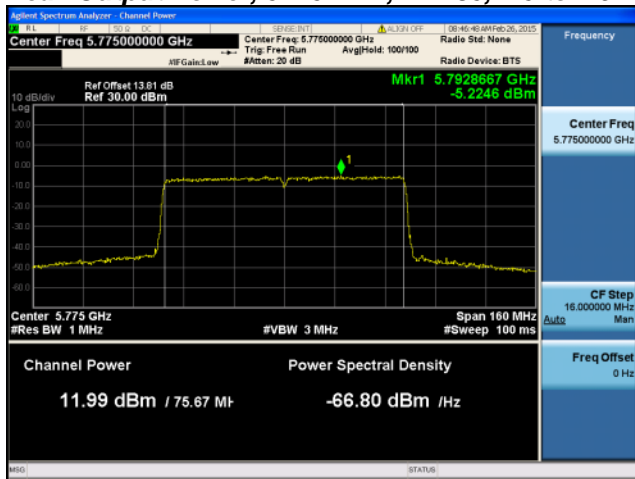 Agilent Spectrum Analyzer - Channel Power
RL RF 50 Ω DC SENSE:INT ALIGN OFF 08:46:48 AM Feb 26, 2015
Center Freq 5.775000000 GHz
Center Freq: 5.775000000 GHz
Radio Std: None
Trig: Free Run Avg|Hold: 100/100
#IFGain:Low #Atten: 20 dB Radio Device: BTS
Frequency
Mkr1 5.7928667 GHz
-5.2246 dBm
Ref Offset 13.81 dB
10 dB/div Ref 30.00 dBm
Log
20.0
10.0
0.00
-10.0
-20.0
-30.0
-40.0
-50.0
-60.0
1
Center Freq
5.775000000 GHz
Center 5.775 GHz Span 160 MHz
#Res BW 1 MHz #VBW 3 MHz #Sweep 100 ms
CF Step
16.000000 MHz
Auto Man
Freq Offset
0 Hz
Channel Power Power Spectral Density
11.99 dBm / 75.67 MH -66.80 dBm /Hz
MSG STATUS